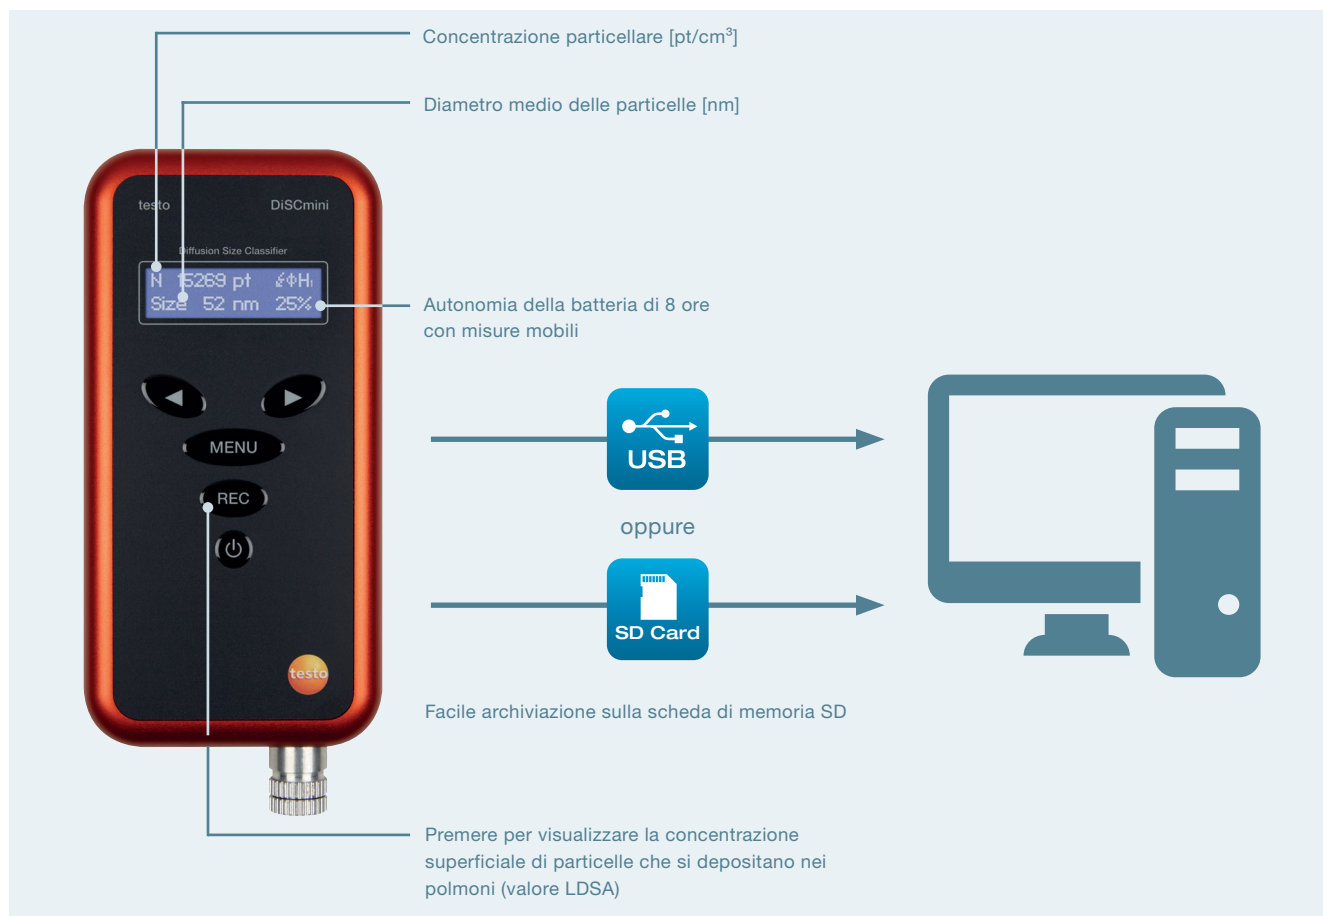 Concentrazione particellare [pt/cm³]
Diametro medio delle particelle [nm]
testo DiSCmini
Diffusion Size Classifier
N 15269 pt
Size 52 nm 25%
Autonomia della batteria di 8 ore
con misure mobili
MENU
REC
USB
oppure
SD Card
testo
Facile archiviazione sulla scheda di memoria SD
Premere per visualizzare la concentrazione
superficiale di particelle che si depositano nei
polmoni (valore LDSA)